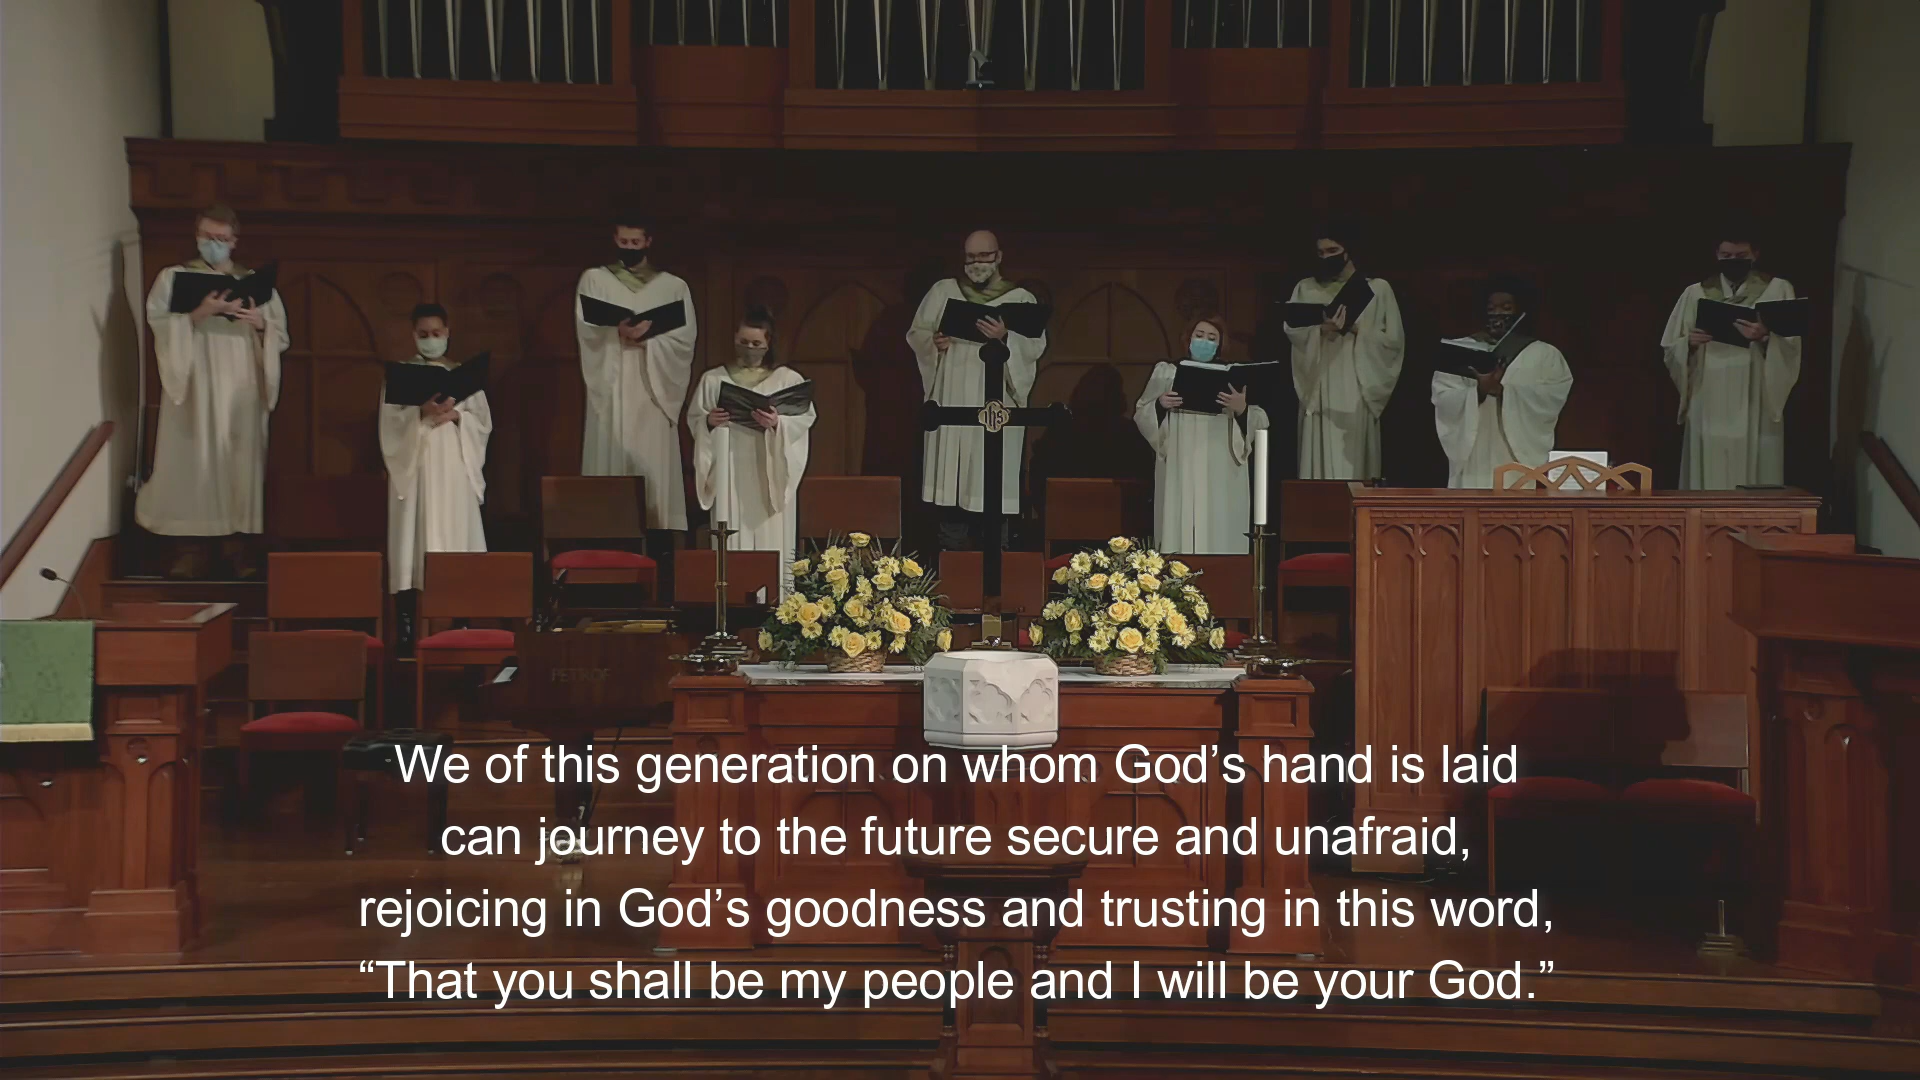 ihs
PETROF
We of this generation on whom God’s hand is laid
can journey to the future secure and unafraid,
rejoicing in God’s goodness and trusting in this word,
“That you shall be my people and I will be your God.”